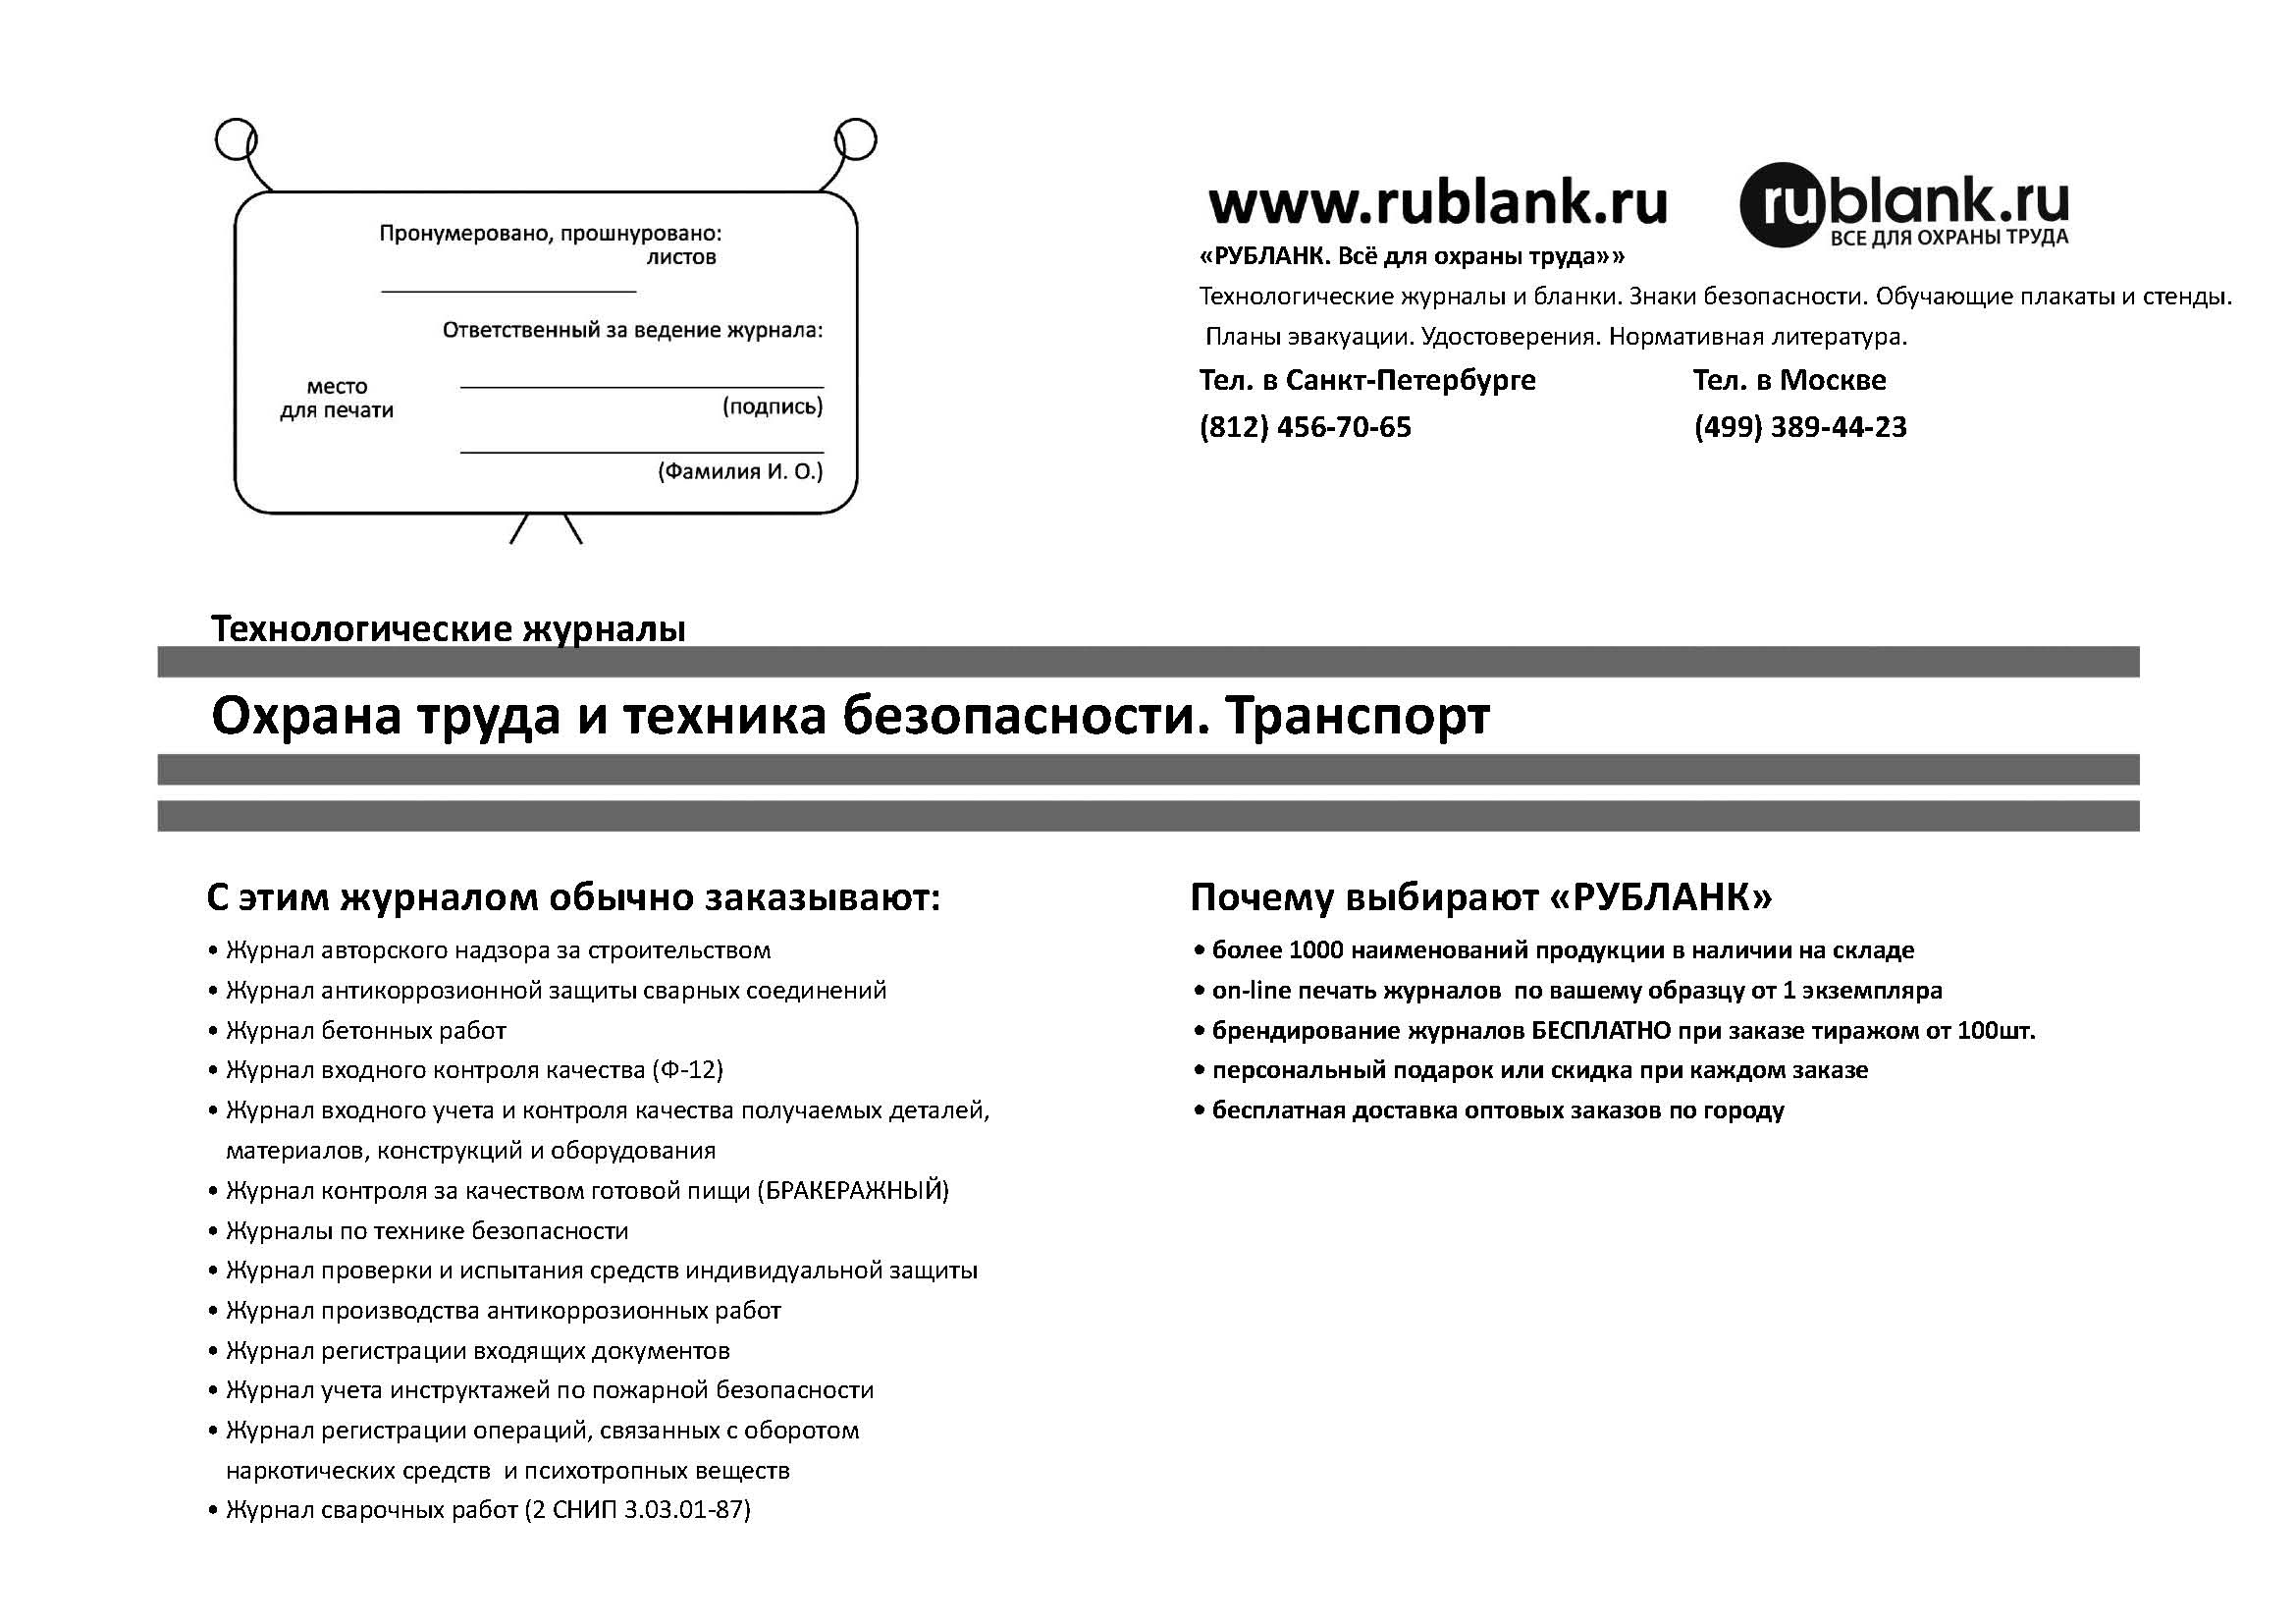 Пронумеровано, прошнуровано:
листов
Ответственный за ведение журнала:
место
для печати
(подпись)
(Фамилия И. О.)
www.rublank.ru
rublank.ru
ВСЕ ДЛЯ ОХРАНЫ ТРУДА
«РУБЛАНК. Всё для охраны труда»»
Технологические журналы и бланки. Знаки безопасности. Обучающие плакаты и стенды.
Планы эвакуации. Удостоверения. Нормативная литература.
Тел. в Санкт-Петербурге Тел. в Москве
(812) 456-70-65 (499) 389-44-23
Технологические журналы
Охрана труда и техника безопасности. Транспорт
С этим журналом обычно заказывают:
• Журнал авторского надзора за строительством
• Журнал антикоррозионной защиты сварных соединений
• Журнал бетонных работ
• Журнал входного контроля качества (Ф-12)
• Журнал входного учета и контроля качества получаемых деталей,
материалов, конструкций и оборудования
• Журнал контроля за качеством готовой пищи (БРАКЕРАЖНЫЙ)
• Журналы по технике безопасности
• Журнал проверки и испытания средств индивидуальной защиты
• Журнал производства антикоррозионных работ
• Журнал регистрации входящих документов
• Журнал учета инструктажей по пожарной безопасности
• Журнал регистрации операций, связанных с оборотом
наркотических средств  и психотропных веществ
• Журнал сварочных работ (2 СНИП 3.03.01-87)
Почему выбирают «РУБЛАНК»
• более 1000 наименований продукции в наличии на складе
• on-line печать журналов  по вашему образцу от 1 экземпляра
• брендирование журналов БЕСПЛАТНО при заказе тиражом от 100шт.
• персональный подарок или скидка при каждом заказе
• бесплатная доставка оптовых заказов по городу